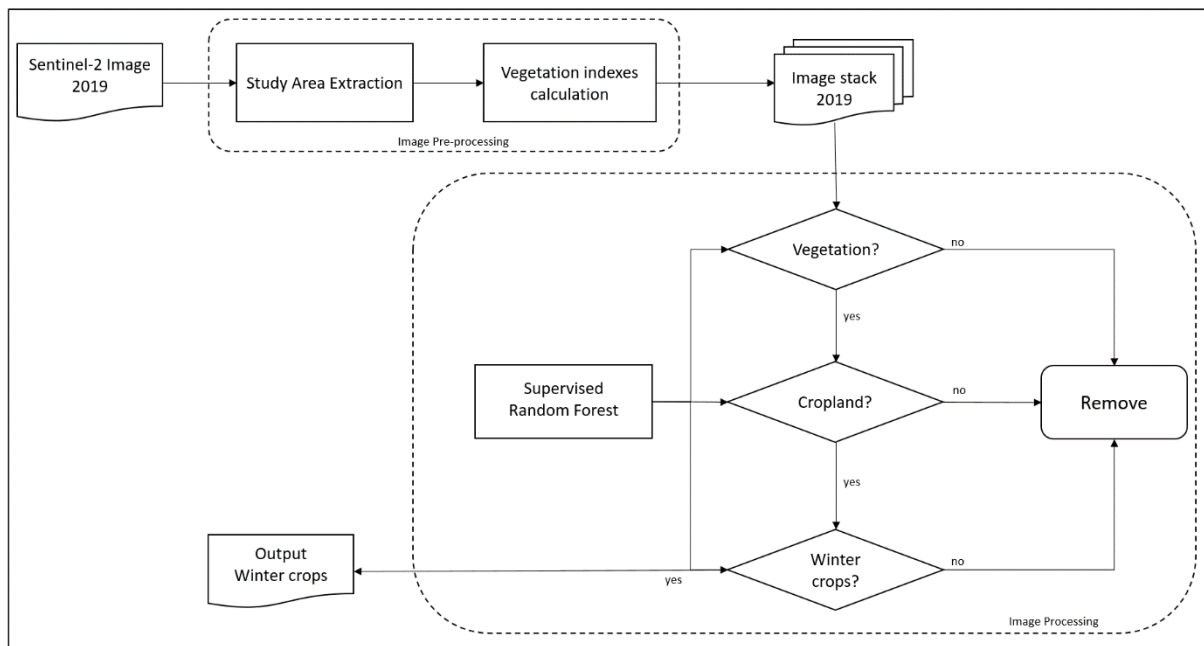 Sentinel-2 Image
2019
Study Area Extraction
Vegetation indexes
calculation
Image stack
2019
Image Pre-processing
Vegetation?
no
yes
Supervised
Random Forest
Cropland?
no
Remove
yes
Output
Winter crops
yes
Winter
crops?
no
Image Processing